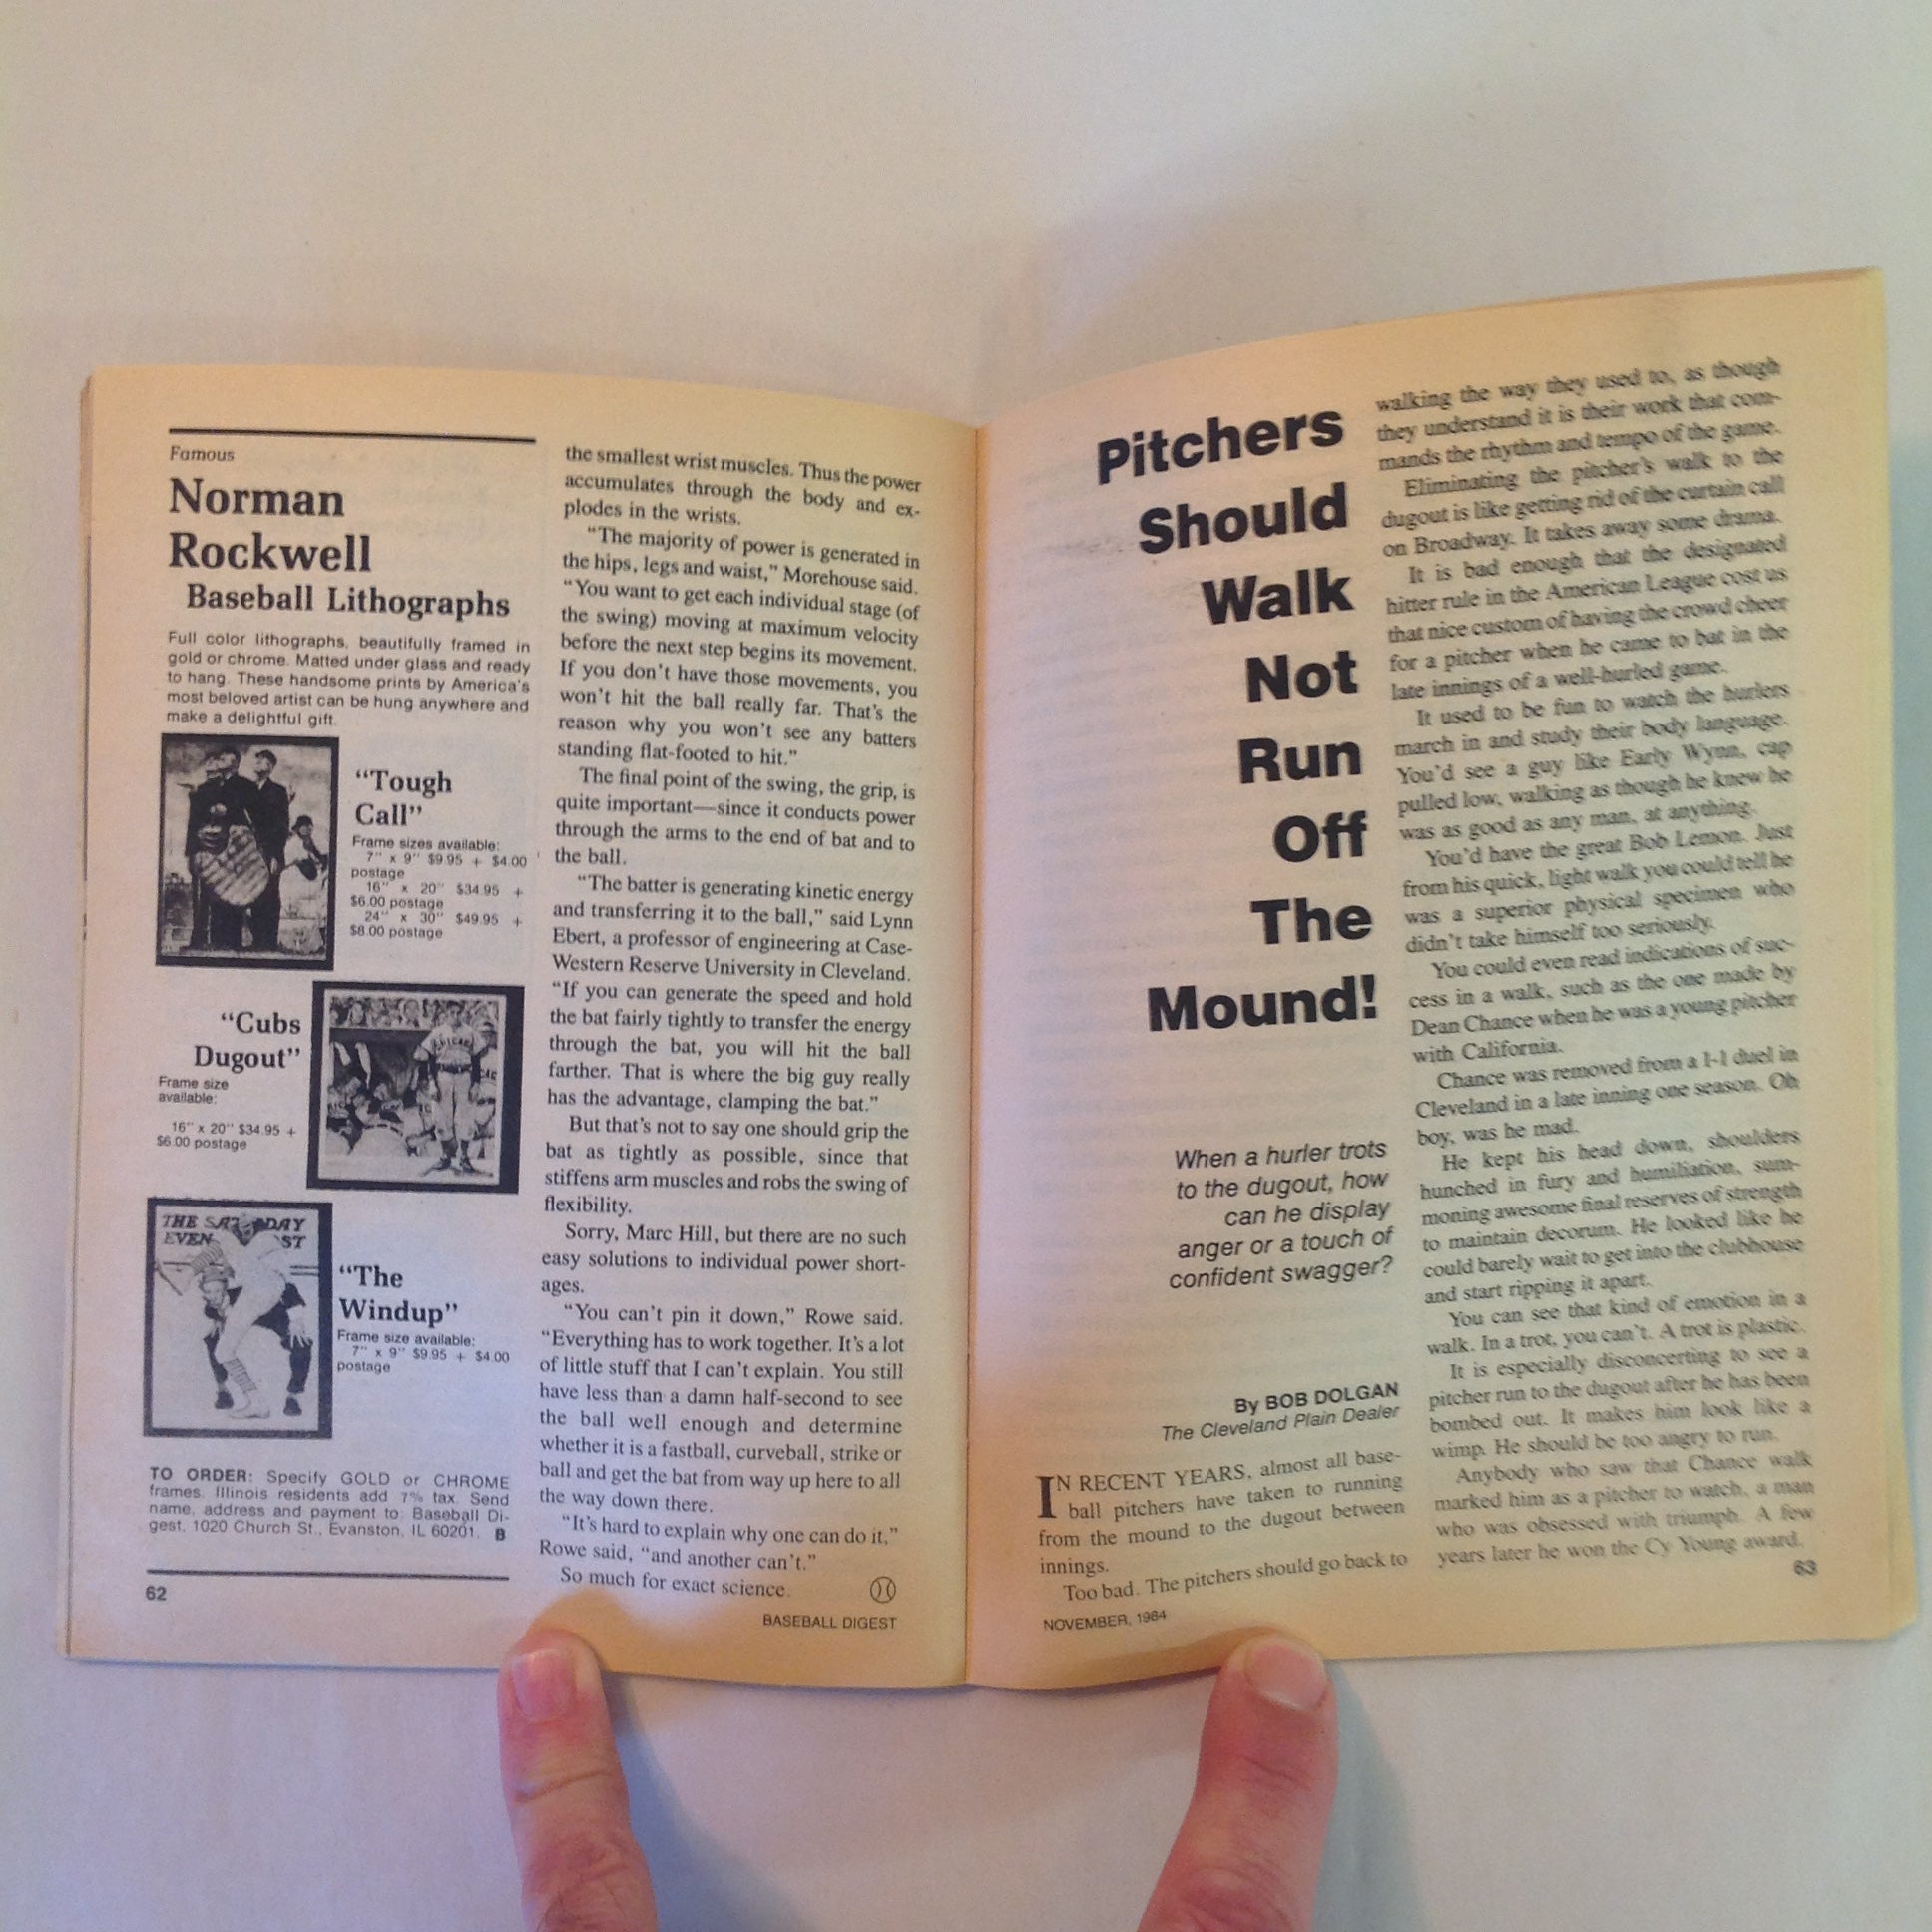 Famous
Norman
Rockwell
Baseball Lithographs
Full color lithographs, beautifully framed in
gold or chrome. Matted under glass and ready
to hang. These handsome prints by America's
most beloved artist can be hung anywhere and
make a delightful gift.
"Tough
Call"
Frame sizes available:
7" x 9" $9.95 + $4.00
postage
16" x 20" $34.95 +
$6.00 postage
24" x 30" $49.95 +
$8.00 postage
"Cubs
Dugout"
Frame size
available:
16" x 20" $34.95 +
$6.00 postage
CHICAGO
THE SATURDAY
EVENING POST
"The
Windup"
Frame size available:
7" x 9" $9.95 + $4.00
postage
TO ORDER: Specify GOLD or CHROME
frames. Illinois residents add 7% tax. Send
name, address and payment to: Baseball Di-
gest, 1020 Church St., Evanston, IL 60201. B
62
the smallest wrist muscles. Thus the power
accumulates through the body and ex-
plodes in the wrists.
"The majority of power is generated in
the hips, legs and waist," Morehouse said.
"You want to get each individual stage (of
the swing) moving at maximum velocity
before the next step begins its movement.
If you don't have those movements, you
won't hit the ball really far. That's the
reason why you won't see any batters
standing flat-footed to hit."
The final point of the swing, the grip, is
quite important—since it conducts power
through the arms to the end of bat and to
the ball.
"The batter is generating kinetic energy
and transferring it to the ball," said Lynn
Ebert, a professor of engineering at Case-
Western Reserve University in Cleveland.
"If you can generate the speed and hold
the bat fairly tightly to transfer the energy
through the bat, you will hit the ball
farther. That is where the big guy really
has the advantage, clamping the bat."
But that's not to say one should grip the
bat as tightly as possible, since that
stiffens arm muscles and robs the swing of
flexibility.
Sorry, Marc Hill, but there are no such
easy solutions to individual power short-
ages.
"You can't pin it down," Rowe said.
"Everything has to work together. It's a lot
of little stuff that I can't explain. You still
have less than a damn half-second to see
the ball well enough and determine
whether it is a fastball, curveball, strike or
ball and get the bat from way up here to all
the way down there.
"It's hard to explain why one can do it,"
Rowe said, "and another can't."
So much for exact science.
BASEBALL DIGEST
Pitchers
Should
Walk
Not
Run
Off
The
Mound!
When a hurler trots
to the dugout, how
can he display
anger or a touch of
confident swagger?
By BOB DOLGAN
The Cleveland Plain Dealer
IN RECENT YEARS, almost all base-
ball pitchers have taken to running
from the mound to the dugout between
innings.
Too bad. The pitchers should go back to
NOVEMBER, 1984
walking the way they used to, as though
they understand it is their work that com-
mands the rhythm and tempo of the game.
Eliminating the pitcher's walk to the
dugout is like getting rid of the curtain call
on Broadway. It takes away some drama.
It is bad enough that the designated
hitter rule in the American League cost us
that nice custom of having the crowd cheer
for a pitcher when he came to bat in the
late innings of a well-hurled game.
It used to be fun to watch the hurlers
march in and study their body language.
You'd see a guy like Early Wynn, cap
pulled low, walking as though he knew he
was as good as any man, at anything.
You'd have the great Bob Lemon. Just
from his quick, light walk you could tell he
was a superior physical specimen who
didn't take himself too seriously.
You could even read indications of suc-
cess in a walk, such as the one made by
Dean Chance when he was a young pitcher
with California.
Chance was removed from a 1-1 duel in
Cleveland in a late inning one season. Oh
boy, was he mad.
He kept his head down, shoulders
hunched in fury and humiliation, sum-
moning awesome final reserves of strength
to maintain decorum. He looked like he
could barely wait to get into the clubhouse
and start ripping it apart.
You can see that kind of emotion in a
walk. In a trot, you can't. A trot is plastic.
It is especially disconcerting to see a
pitcher run to the dugout after he has been
bombed out. It makes him look like a
wimp. He should be too angry to run.
Anybody who saw that Chance walk
marked him as a pitcher to watch, a man
who was obsessed with triumph. A few
years later he won the Cy Young award.
63